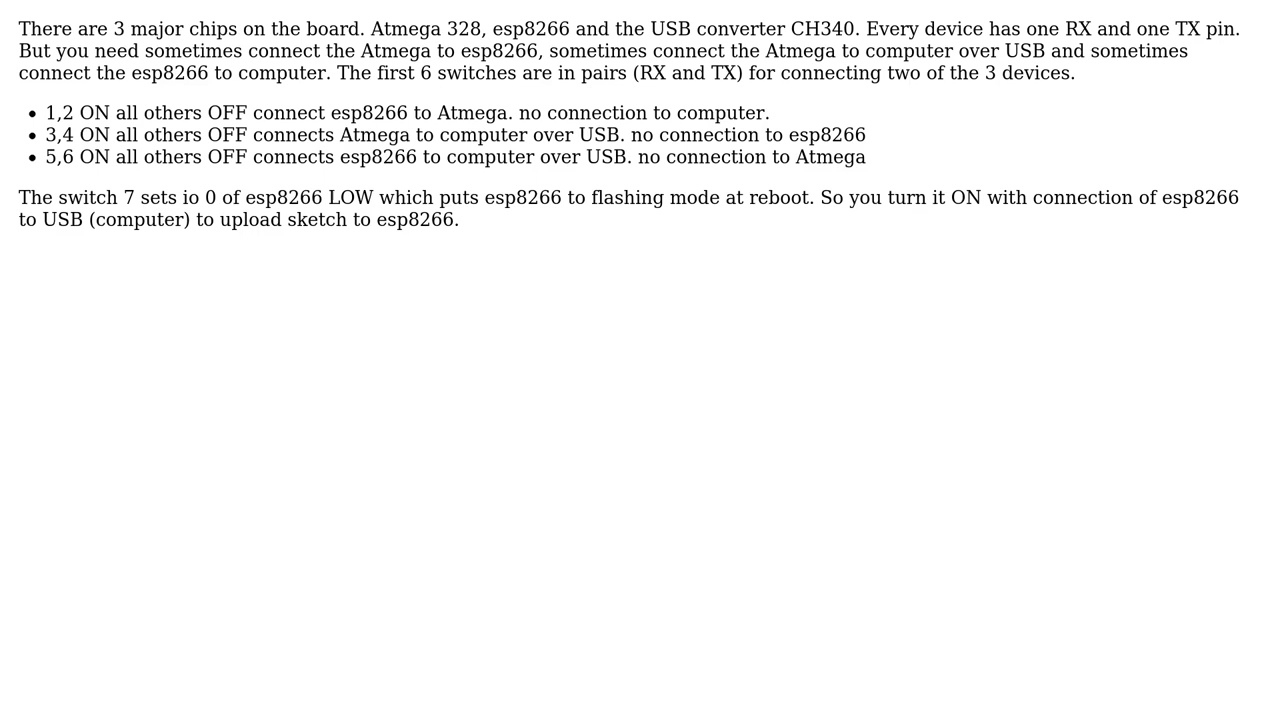 There are 3 major chips on the board. Atmega 328, esp8266 and the USB converter CH340. Every device has one RX and one TX pin.
But you need sometimes connect the Atmega to esp8266, sometimes connect the Atmega to computer over USB and sometimes
connect the esp8266 to computer. The first 6 switches are in pairs (RX and TX) for connecting two of the 3 devices.
• 1,2 ON all others OFF connect esp8266 to Atmega. no connection to computer.
• 3,4 ON all others OFF connects Atmega to computer over USB. no connection to esp8266
• 5,6 ON all others OFF connects esp8266 to computer over USB. no connection to Atmega
The switch 7 sets io 0 of esp8266 LOW which puts esp8266 to flashing mode at reboot. So you turn it ON with connection of esp8266
to USB (computer) to upload sketch to esp8266.